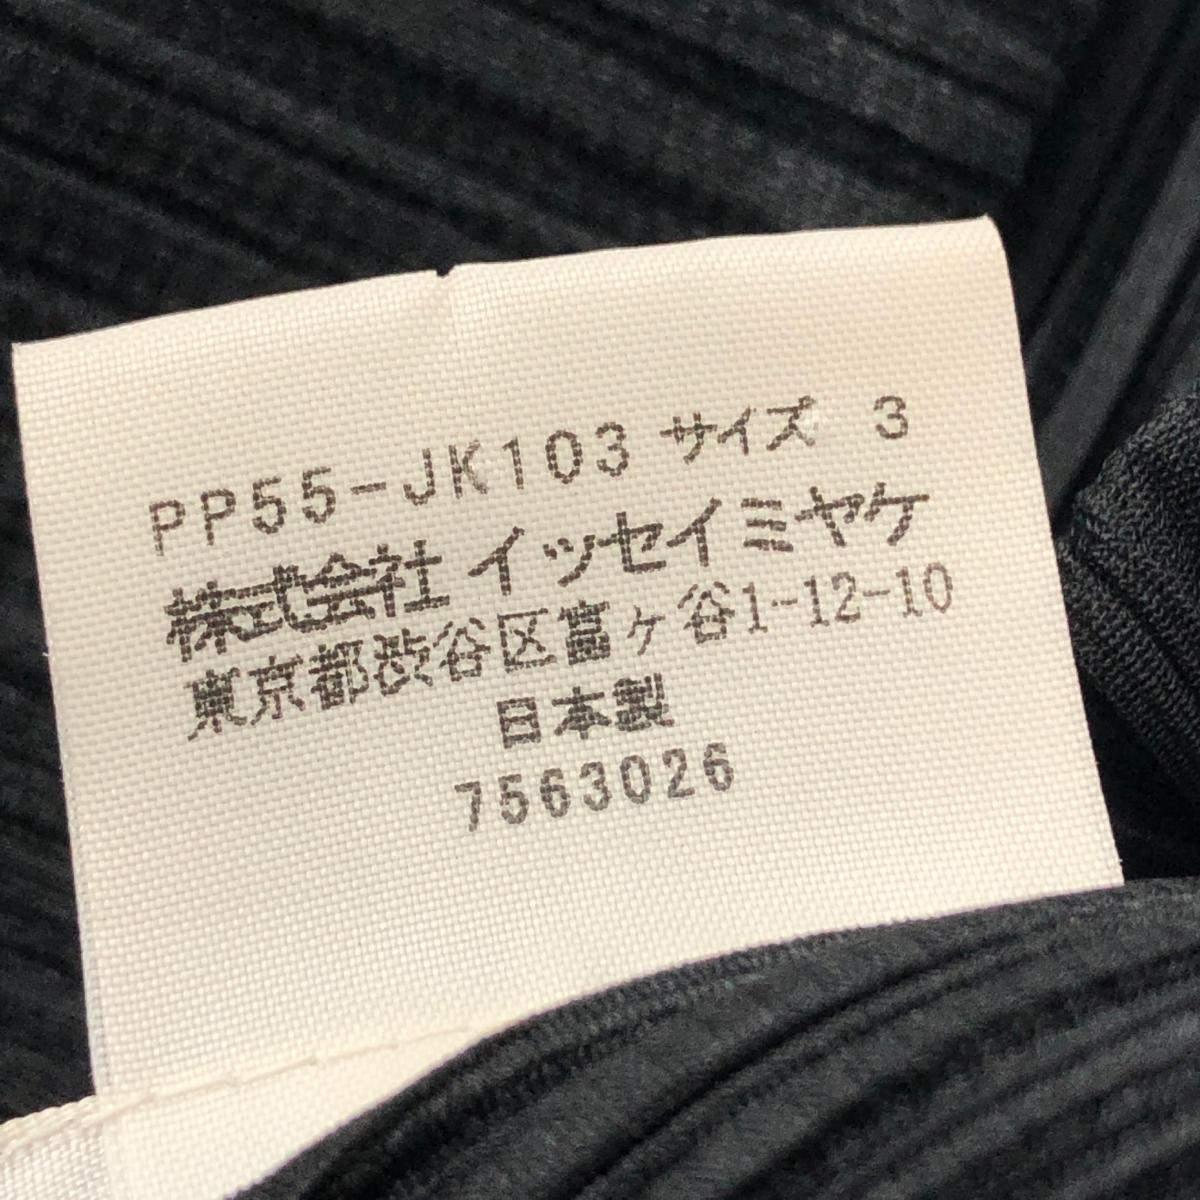 PP55-JK103 サイズ 3
株式会社 イッセイミヤケ
東京都渋谷区富ヶ谷1-12-10
日本製
7563026